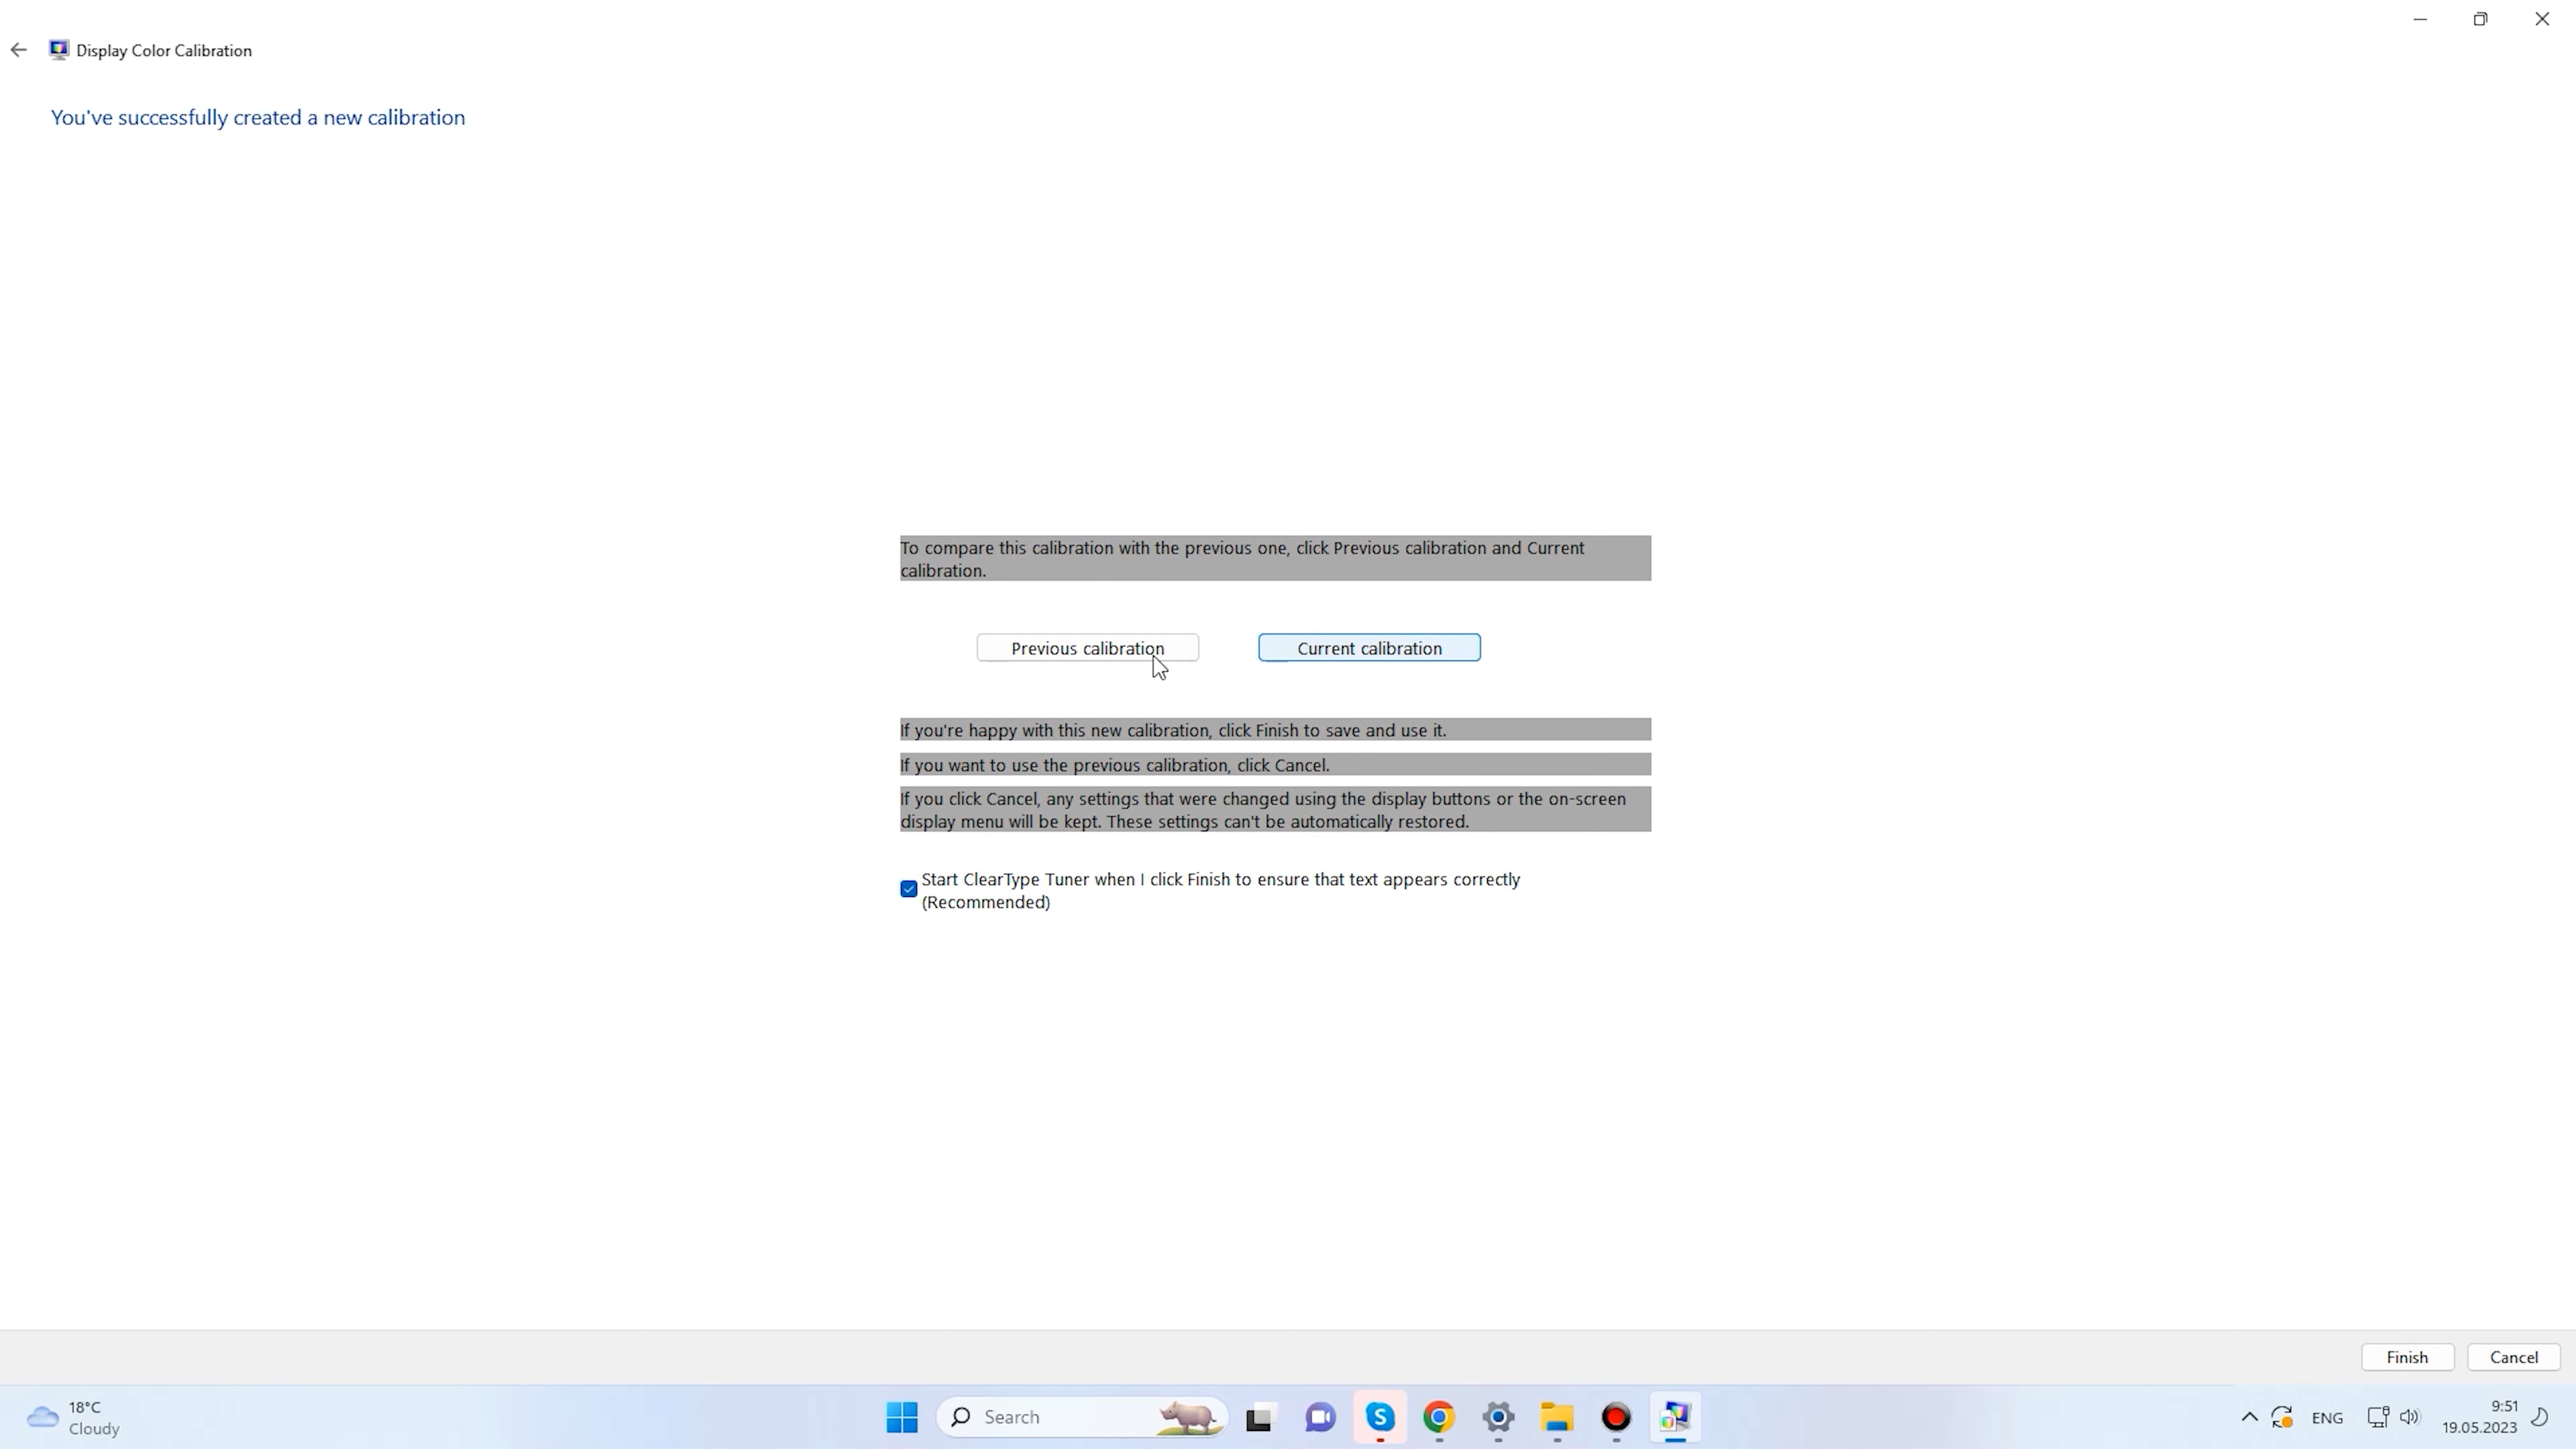 Display Color Calibration
You've successfully created a new calibration
To compare this calibration with the previous one, click Previous calibration and Current
calibration.
Previous calibration
Current calibration
If you're happy with this new calibration, click Finish to save and use it.
If you want to use the previous calibration, click Cancel.
If you click Cancel, any settings that were changed using the display buttons or the on-screen
display menu will be kept. These settings can't be automatically restored.
Start ClearType Tuner when I click Finish to ensure that text appears correctly
(Recommended)
Finish
Cancel
18°C
Cloudy
Search
ENG
9:51
19.05.2023